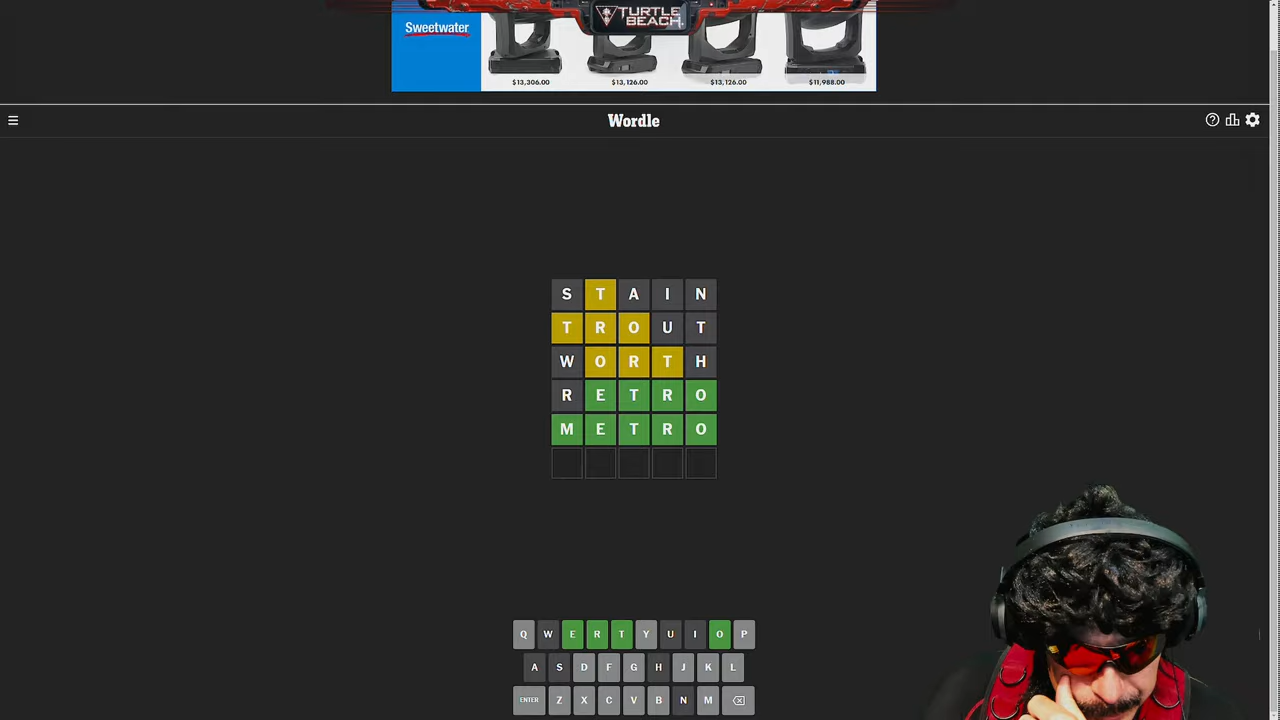 TURTLE
BEACH
Sweetwater
$13,306.00 $13,126.00 $13,126.00 $11,988.00
Wordle
S T A I N
T R O U T
W O R T H
R E T R O
M E T R O
Q W E R T Y U I O P
A S D F G H J K L
ENTER Z X C V B N M